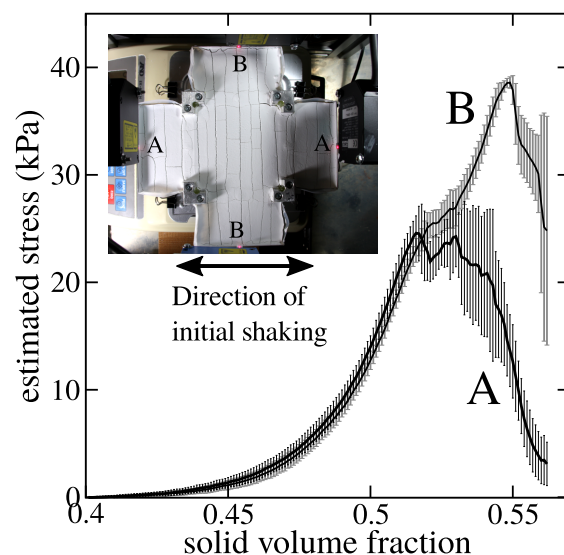 40
30
20
10
0
0.4
0.45
0.5
0.55
estimated stress (kPa)
solid volume fraction
B
A
A
B
Direction of
initial shaking
B
A